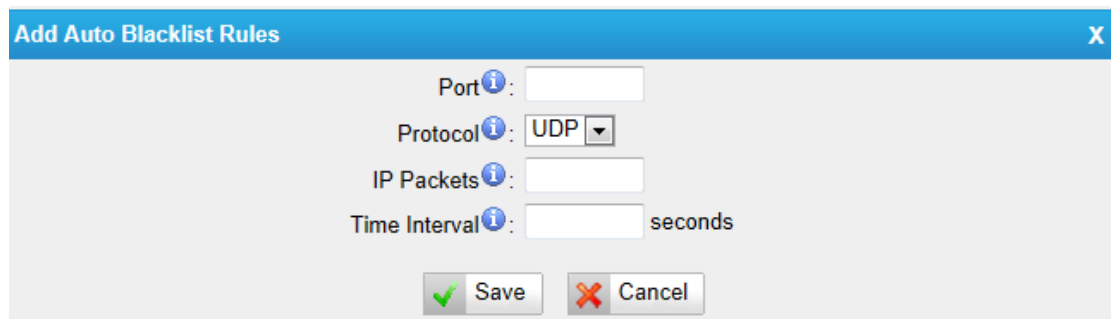 Add Auto Blacklist Rules X
Port i :
Protocol i : UDP
IP Packets i :
Time Interval i : seconds
Save Cancel